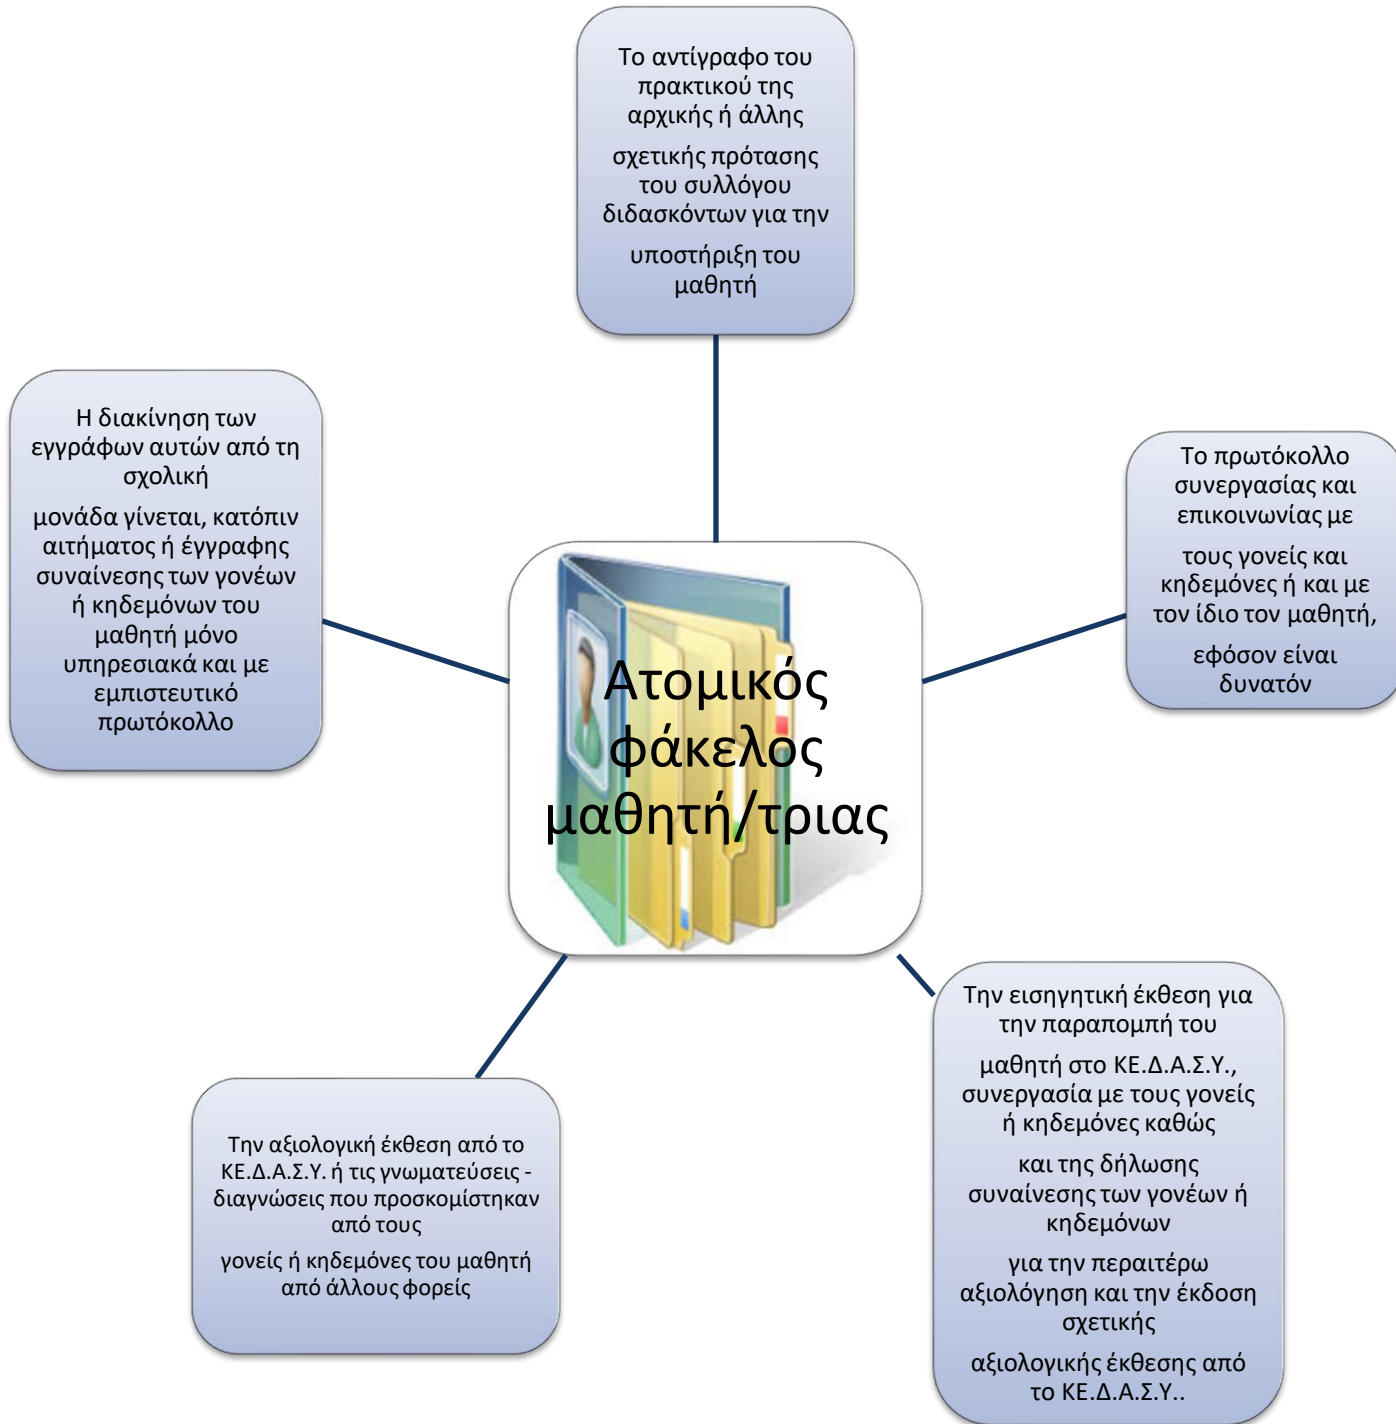 Το αντίγραφο του
πρακτικού της
αρχικής ή άλλης
σχετικής πρότασης
του συλλόγου
διδασκόντων για την
υποστήριξη του
μαθητή
Η διακίνηση των
εγγράφων αυτών από τη
σχολική
μονάδα γίνεται, κατόπιν
αιτήματος ή έγγραφης
συναίνεσης των γονέων
ή κηδεμόνων του
μαθητή μόνο
υπηρεσιακά και με
εμπιστευτικό
πρωτόκολλο
Το πρωτόκολλο
συνεργασίας και
επικοινωνίας με
τους γονείς και
κηδεμόνες ή και με
τον ίδιο τον μαθητή,
εφόσον είναι
δυνατόν
Ατομικός
φάκελος
μαθητή/τριας
Την αξιολογική έκθεση από το
ΚΕ.Δ.Α.Σ.Υ. ή τις γνωματεύσεις -
διαγνώσεις που προσκομίστηκαν
από τους
γονείς ή κηδεμόνες του μαθητή
από άλλους φορείς
Την εισηγητική έκθεση για
την παραπομπή του
μαθητή στο ΚΕ.Δ.Α.Σ.Υ.,
συνεργασία με τους γονείς
ή κηδεμόνες καθώς
και της δήλωσης
συναίνεσης των γονέων ή
κηδεμόνων
για την περαιτέρω
αξιολόγηση και την έκδοση
σχετικής
αξιολογικής έκθεσης από
το ΚΕ.Δ.Α.Σ.Υ..